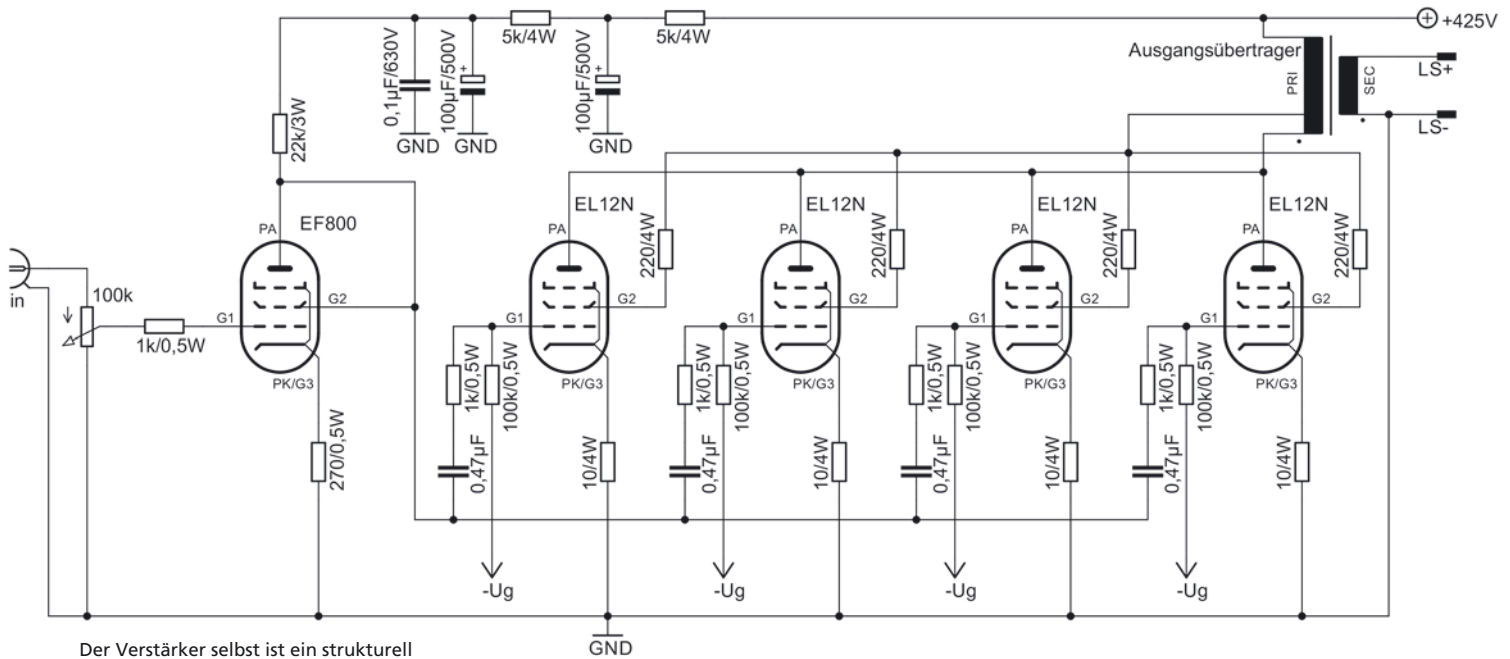 5k/4W
5k/4W
+425V
0,1µF/630V
+
100µF/500V
+
100µF/500V
Ausgangsübertrager
PRI
SEC
LS+
LS-
22k/3W
GND
GND
GND
EF800
EL12N
EL12N
EL12N
EL12N
PA
PA
PA
PA
PA
220/4W
220/4W
220/4W
220/4W
in
100k
1k/0,5W
G1
G2
G1
G2
G1
G2
G1
G2
G1
G2
PK/G3
PK/G3
PK/G3
PK/G3
PK/G3
1k/0,5W
100k/0,5W
1k/0,5W
100k/0,5W
1k/0,5W
100k/0,5W
1k/0,5W
100k/0,5W
270/0,5W
0,47µF
10/4W
0,47µF
10/4W
0,47µF
10/4W
0,47µF
10/4W
-Ug
-Ug
-Ug
-Ug
GND
Der Verstärker selbst ist ein strukturell